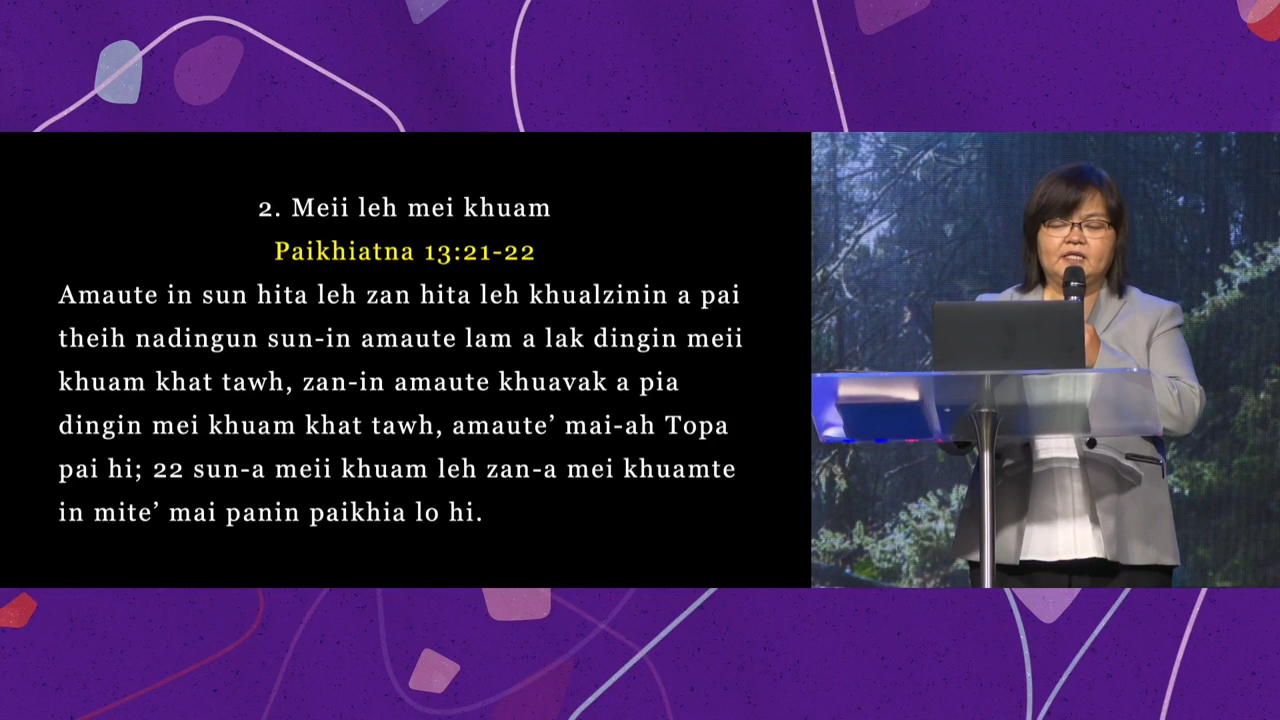 2. Meii leh mei khuam
Paikhiatna 13:21-22
Amaute in sun hita leh zan hita leh khualzinin a pai
theih nadingun sun-in amaute lam a lak dingin meii
khuam khat tawh, zan-in amaute khuavak a pia
dingin mei khuam khat tawh, amaute’ mai-ah Topa
pai hi; 22 sun-a meii khuam leh zan-a mei khuamte
in mite’ mai panin paikhia lo hi.